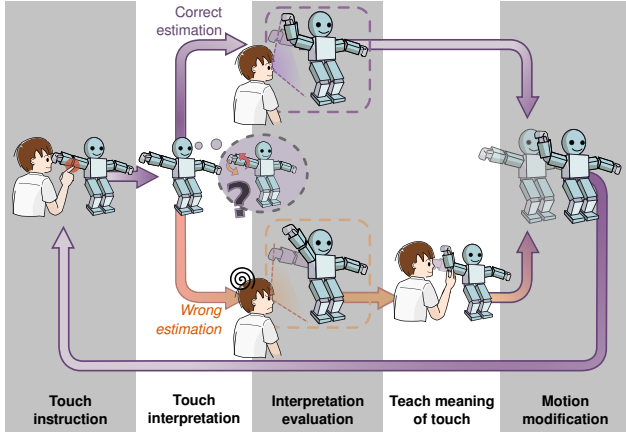 Correct
estimation
?
Wrong
estimation
Touch
instruction
Touch
interpretation
Interpretation
evaluation
Teach meaning
of touch
Motion
modification